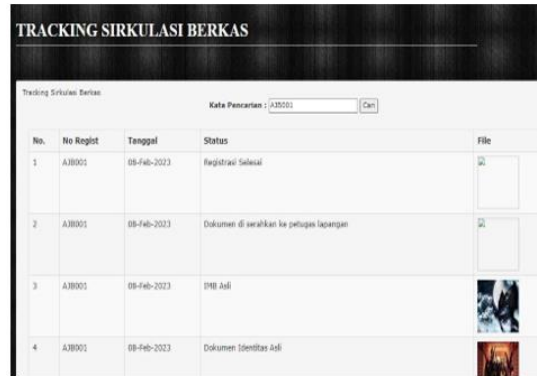 TRACKING SIRKULASI BERKAS
Tracking Sirkulasi Berkas
Kata Pencarian : AJB001 Cari
No. No Regist Tanggal Status File
1 AJB001 08-Feb-2023 Registrasi Selesai
2 AJB001 08-Feb-2023 Dokumen di serahkan ke petugas lapangan
3 AJB001 08-Feb-2023 IMB Asli
4 AJB001 08-Feb-2023 Dokumen Identitas Asli